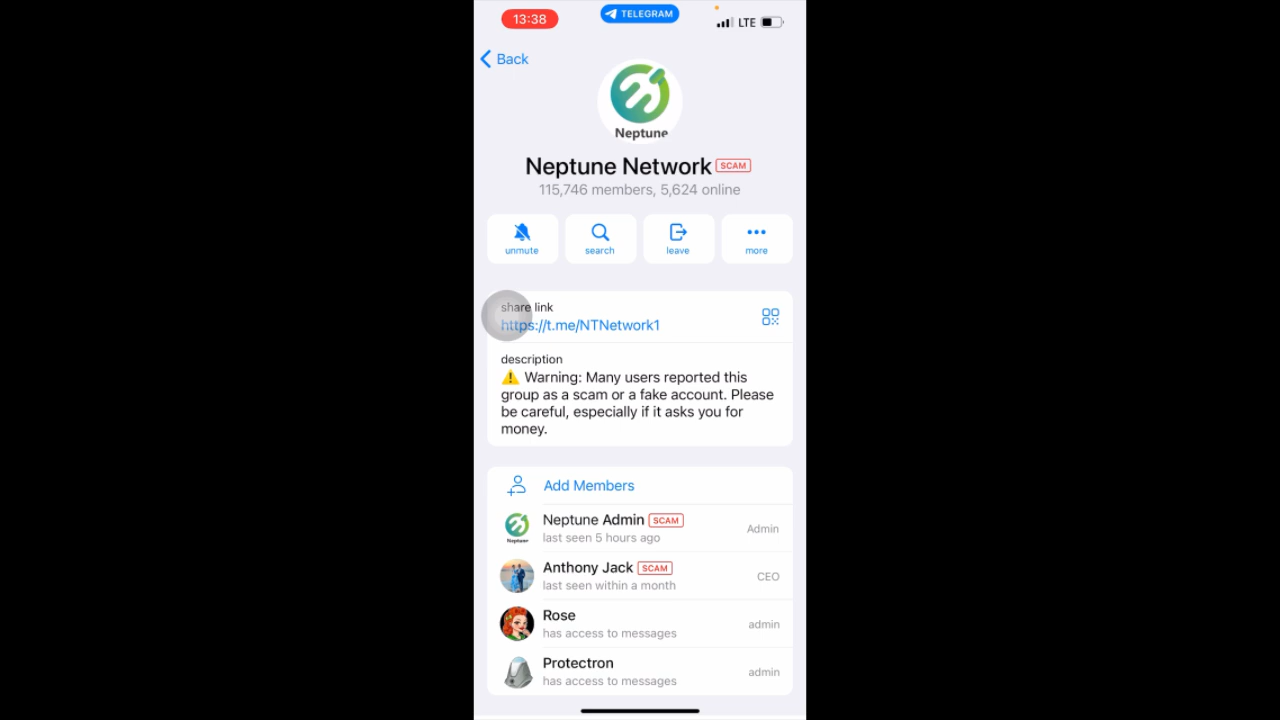 13:38
TELEGRAM
LTE
Back
Neptune
Neptune Network SCAM
115,746 members, 5,624 online
unmute
search
leave
more
share link
https://t.me/NTNetwork1
description
⚠️ Warning: Many users reported this
group as a scam or a fake account. Please
be careful, especially if it asks you for
money.
Add Members
Neptune Admin SCAM
Admin
last seen 5 hours ago
Neptune
Anthony Jack SCAM
CEO
last seen within a month
Rose
admin
has access to messages
Protectron
admin
has access to messages